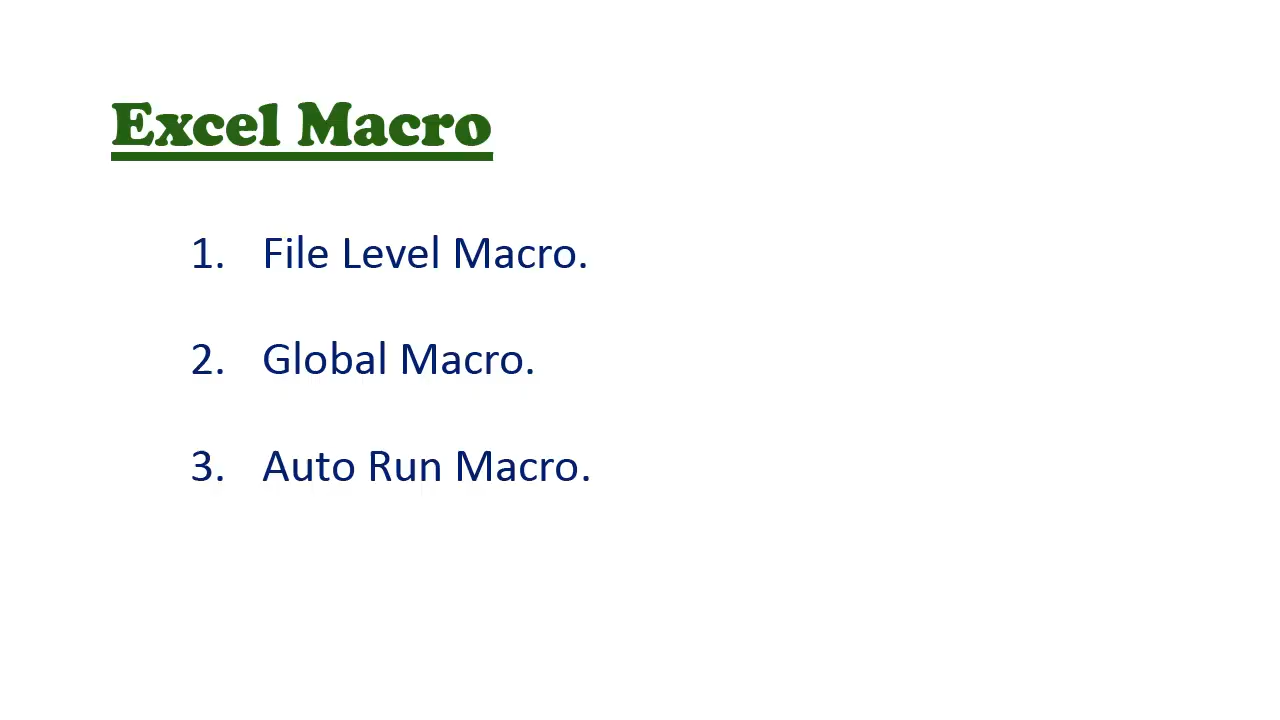 Excel Macro
1. File Level Macro.
2. Global Macro.
3. Auto Run Macro.